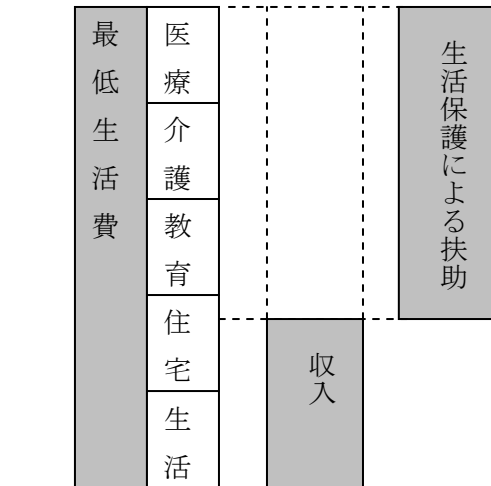 最低生活費
医療
介護
教育
住宅
生活
収入
生活保護による扶助